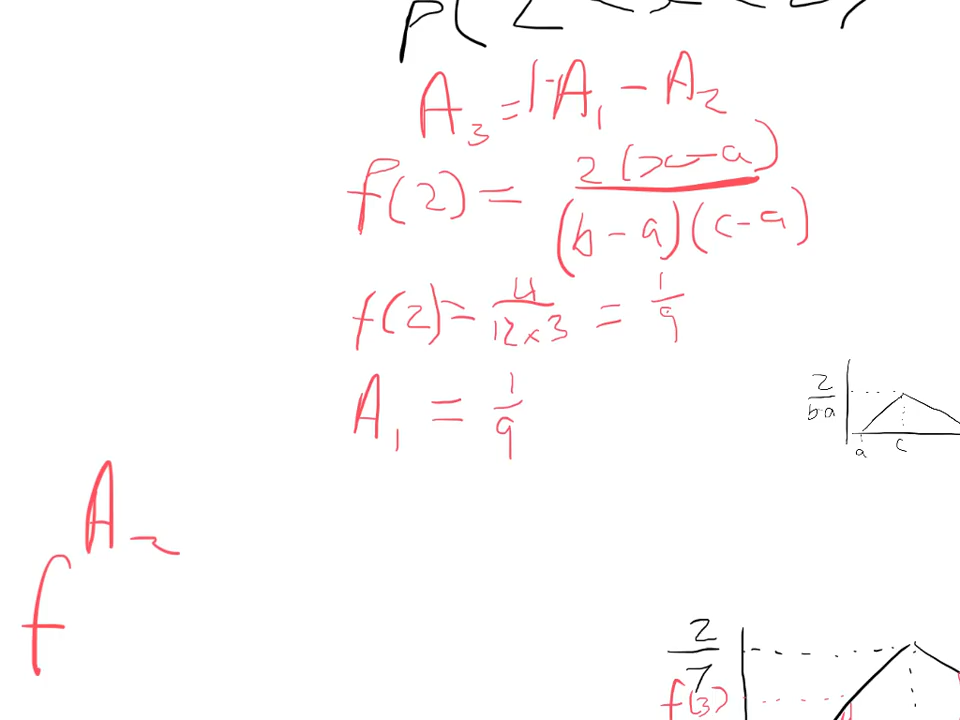 A₃ = 1 - A₁ - A₂
f(2) = 2(x-a) / (b-a)(c-a)
f(2) = 4 / 12 x 3 = 1/9
A₁ = 1/9
2 / b-a
a c
A₂
f
2/7
f(3)